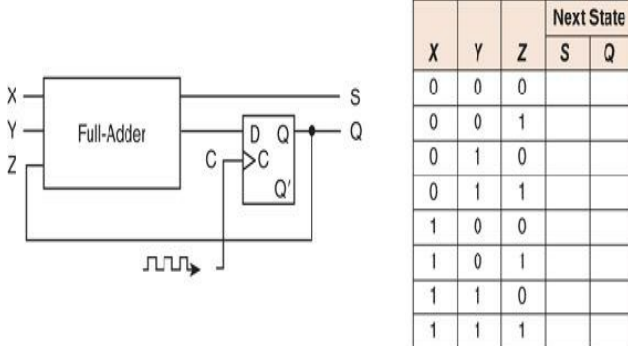 X
Y
Z
Full-Adder
D Q
C
C
Q'
S
Q
Next State
X Y Z S Q
0 0 0
0 0 1
0 1 0
0 1 1
1 0 0
1 0 1
1 1 0
1 1 1